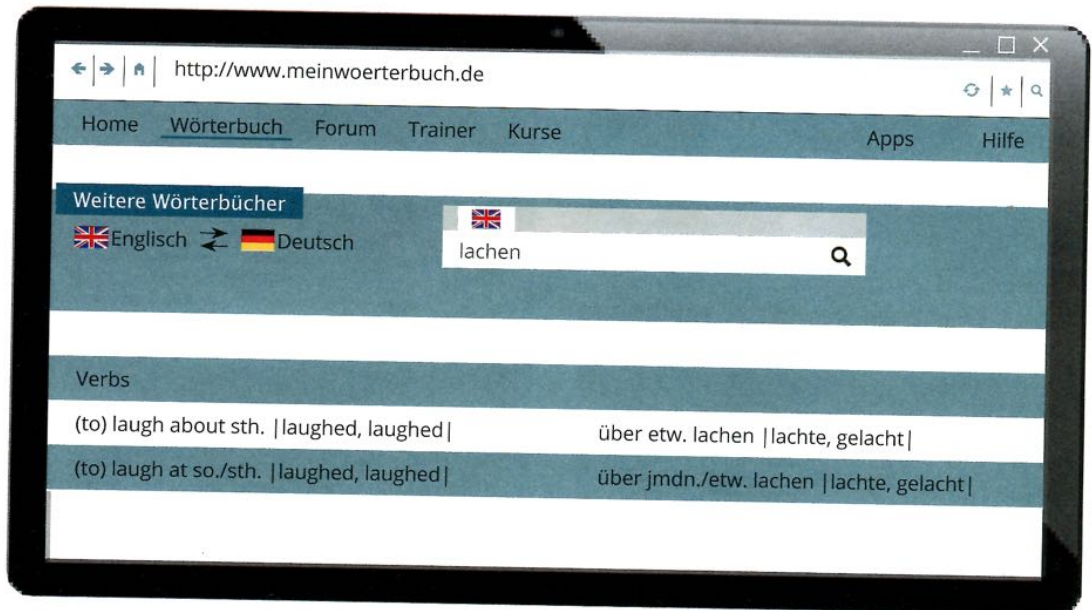 http://www.meinwoerterbuch.de
Home Wörterbuch Forum Trainer Kurse Apps Hilfe
Weitere Wörterbücher
Englisch Deutsch
lachen
Verbs
(to) laugh about sth. |laughed, laughed| über etw. lachen |lachte, gelacht|
(to) laugh at so./sth. |laughed, laughed| über jmdn./etw. lachen |lachte, gelacht|